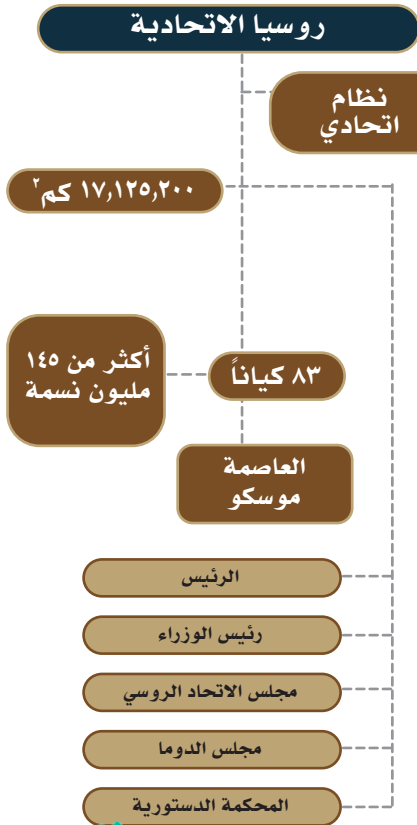 روسيا الاتحادية
نظام
اتحادي
١٧,١٢٥,٢٠٠ كم٢
أكثر من ١٤٥
مليون نسمة
٨٣ كياناً
العاصمة
موسكو
الرئيس
رئيس الوزراء
مجلس الاتحاد الروسي
مجلس الدوما
المحكمة الدستورية